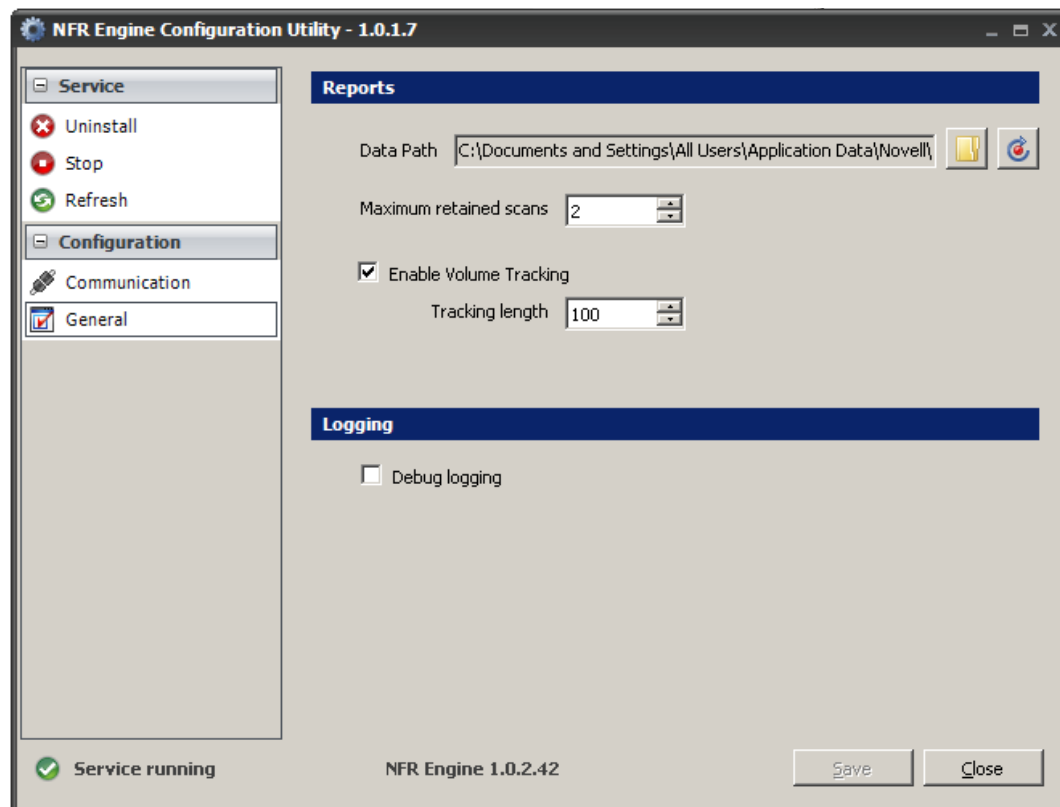 NFR Engine Configuration Utility - 1.0.1.7
Service
Uninstall
Stop
Refresh
Configuration
Communication
General
Reports
Data Path C:\Documents and Settings\All Users\Application Data\Novell\
Maximum retained scans 2
Enable Volume Tracking
Tracking length 100
Logging
Debug logging
Service running
NFR Engine 1.0.2.42
Save
Close